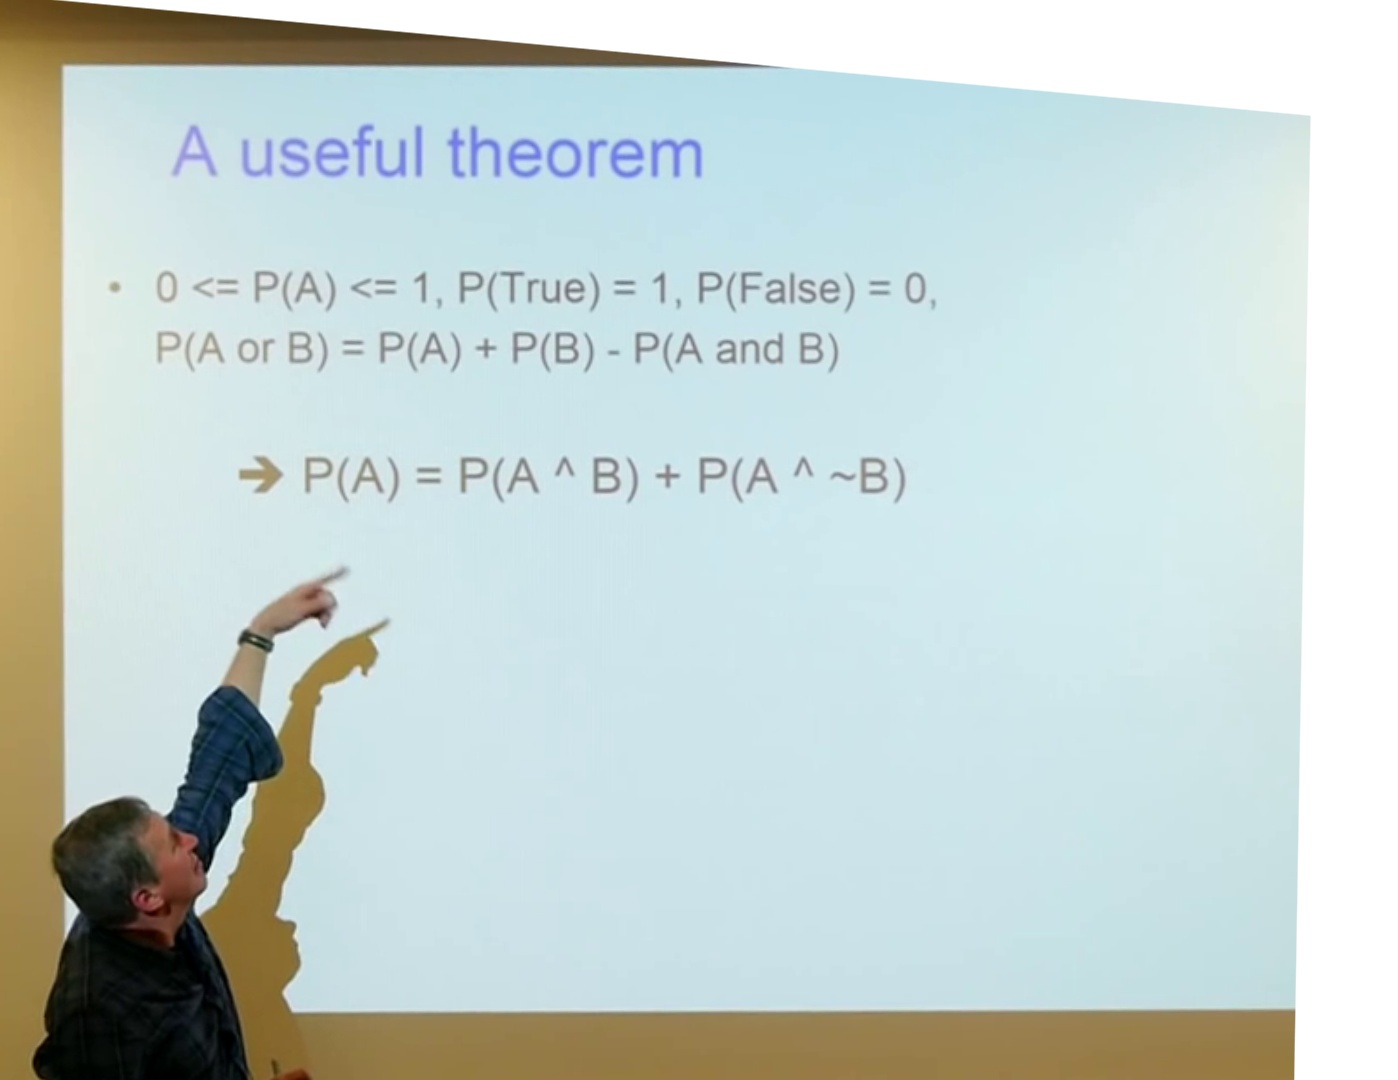 A useful theorem
• 0 <= P(A) <= 1, P(True) = 1, P(False) = 0,
P(A or B) = P(A) + P(B) - P(A and B)
➔ P(A) = P(A ^ B) + P(A ^ ~B)